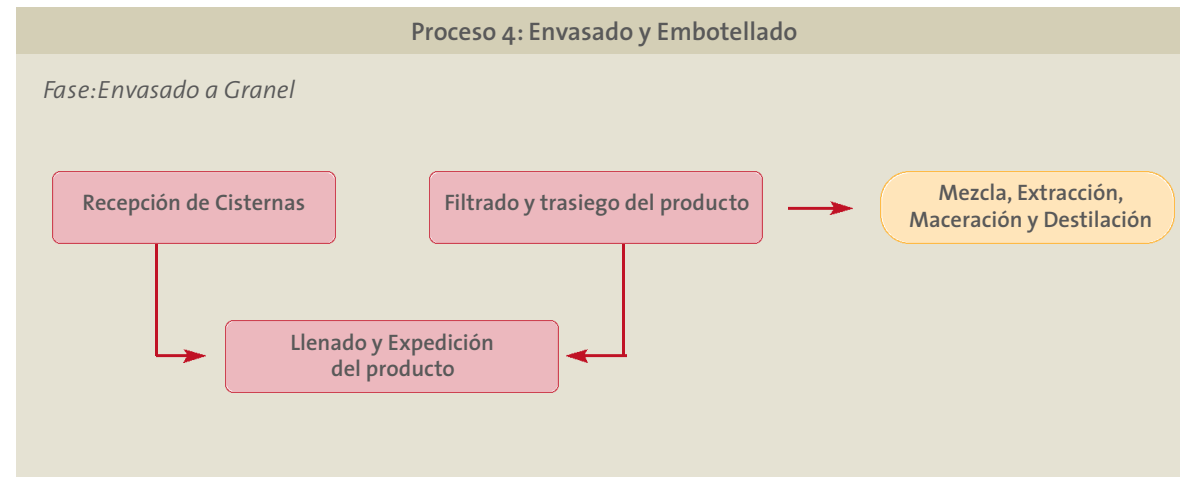 Proceso 4: Envasado y Embotellado
Fase:Envasado a Granel
Recepción de Cisternas
Filtrado y trasiego del producto
Mezcla, Extracción,
Maceración y Destilación
Llenado y Expedición
del producto